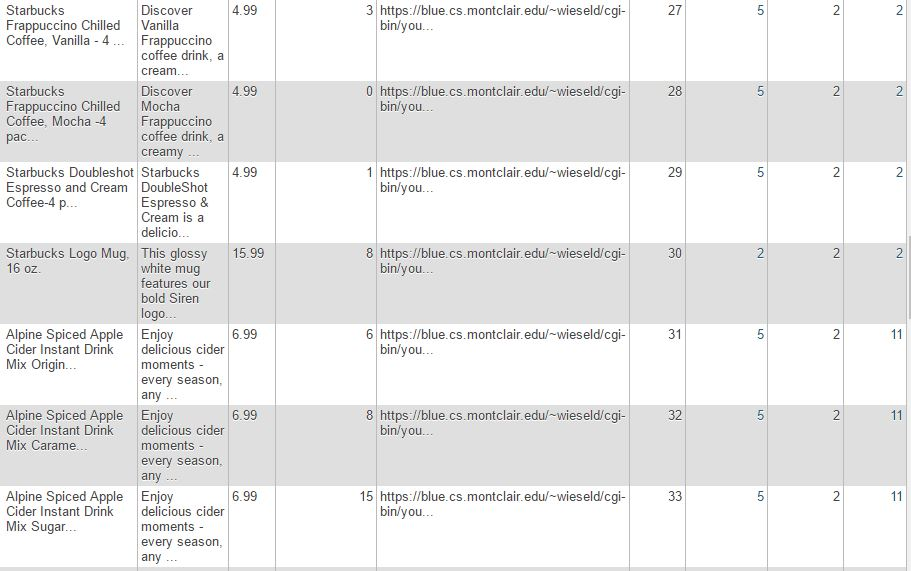 Starbucks Discover 4.99 3 https://blue.cs.montclair.edu/~wieseld/cgi- 27 5 2 2
Frappuccino Chilled Vanilla bin/you...
Coffee, Vanilla - 4 ... Frappuccino
coffee drink, a
cream...
Starbucks Discover 4.99 0 https://blue.cs.montclair.edu/~wieseld/cgi- 28 5 2 2
Frappuccino Chilled Mocha bin/you...
Coffee, Mocha -4 Frappuccino
pac... coffee drink, a
creamy ...
Starbucks Doubleshot Starbucks 4.99 1 https://blue.cs.montclair.edu/~wieseld/cgi- 29 5 2 2
Espresso and Cream DoubleShot bin/you...
Coffee-4 p... Espresso &
Cream is a
delicio...
Starbucks Logo Mug, This glossy 15.99 8 https://blue.cs.montclair.edu/~wieseld/cgi- 30 2 2 2
16 oz. white mug bin/you...
features our
bold Siren
logo...
Alpine Spiced Apple Enjoy 6.99 6 https://blue.cs.montclair.edu/~wieseld/cgi- 31 5 2 11
Cider Instant Drink delicious cider bin/you...
Mix Origin... moments -
every season,
any ...
Alpine Spiced Apple Enjoy 6.99 8 https://blue.cs.montclair.edu/~wieseld/cgi- 32 5 2 11
Cider Instant Drink delicious cider bin/you...
Mix Carame... moments -
every season,
any ...
Alpine Spiced Apple Enjoy 6.99 15 https://blue.cs.montclair.edu/~wieseld/cgi- 33 5 2 11
Cider Instant Drink delicious cider bin/you...
Mix Sugar... moments -
every season,
any ...